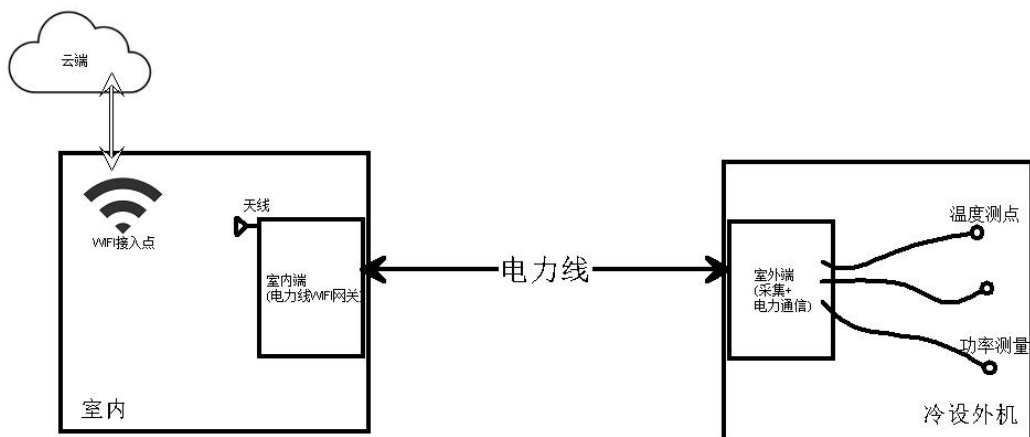 云端
WIFI接入点
天线
室内端
(电力线WIFI网关)
室内
电力线
室外端
(采集+
电力通信)
温度测点
功率测量
冷设外机